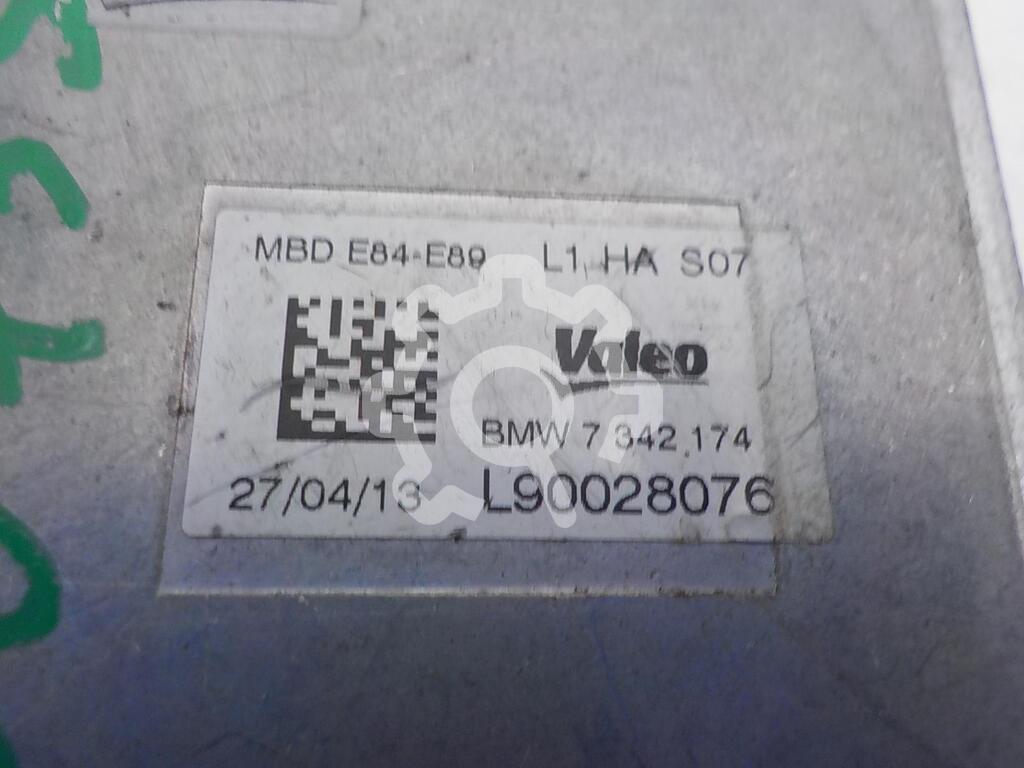 MBD E84-E89 L1 HA S07
Valeo
BMW 7 342 174
27/04/13 L90028076